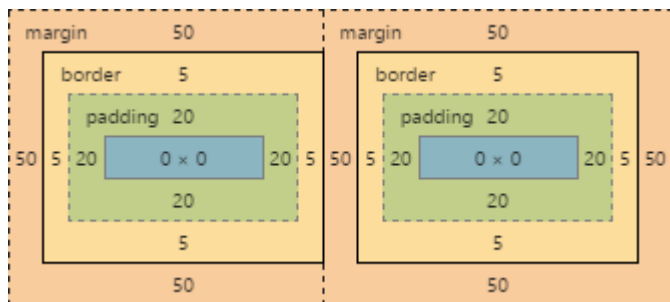 margin 50 margin 50
border 5 border 5
padding 20 padding 20
50 5 20 0 × 0 20 5 50 5 20 0 × 0 20 5 50
20 20
5 5
50 50